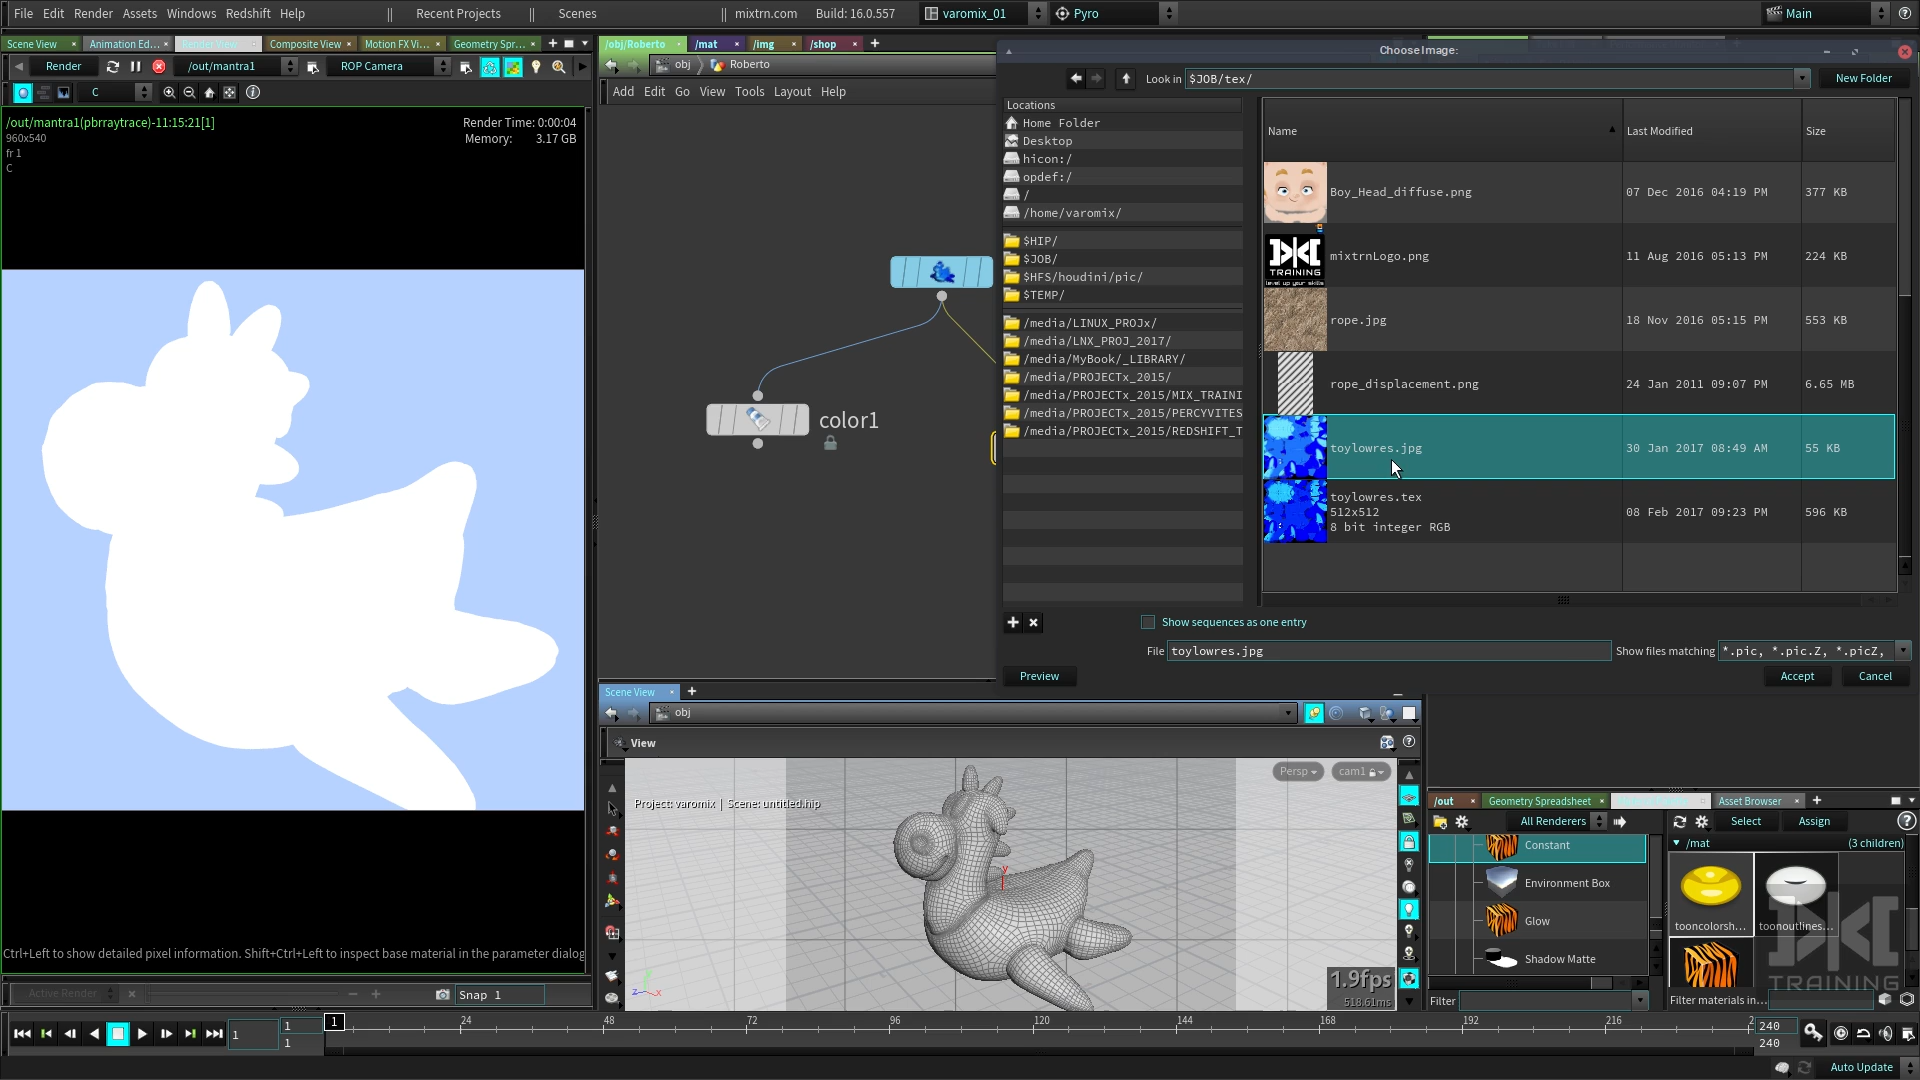 File Edit Render Assets Windows Redshift Help Recent Projects Scenes mixtrn.com Build: 16.0.557 varomix_01 Pyro Main
Scene View Animation Ed... Render View Composite View Motion FX Vi... Geometry Spr...
Render /out/mantra1 ROP Camera
C
/out/mantra1(pbrraytrace)-11:15:21[1]
960x540
fr 1
C
Render Time: 0:00:04
Memory: 3.17 GB
Ctrl+Left to show detailed pixel information. Shift+Ctrl+Left to inspect base material in the parameter dialog
Active Render Snap 1
/obj/Roberto /mat /img /shop
obj Roberto
Add Edit Go View Tools Layout Help
color1
Choose Image:
Look in $JOB/tex/ New Folder
Locations
Home Folder
Desktop
hicon:/
opdef:/
/
/home/varomix/
$HIP/
$JOB/
$HFS/houdini/pic/
$TEMP/
/media/LINUX_PROJx/
/media/LNX_PROJ_2017/
/media/MyBook/_LIBRARY/
/media/PROJECTx_2015/
/media/PROJECTx_2015/MIX_TRAINI
/media/PROJECTx_2015/PERCYVITES
/media/PROJECTx_2015/REDSHIFT_T
Name Last Modified Size
Boy_Head_diffuse.png 07 Dec 2016 04:19 PM 377 KB
TRAINING
level up your skills
mixtrnLogo.png 11 Aug 2016 05:13 PM 224 KB
rope.jpg 18 Nov 2016 05:15 PM 553 KB
rope_displacement.png 24 Jan 2011 09:07 PM 6.65 MB
toylowres.jpg 30 Jan 2017 08:49 AM 55 KB
toylowres.tex
512x512
8 bit integer RGB
08 Feb 2017 09:23 PM 596 KB
Show sequences as one entry
File toylowres.jpg Show files matching *.pic, *.pic.Z, *.picZ,
Preview Accept Cancel
Scene View
obj
View
Persp cam1
Project: varomix | Scene: untitled.hip
y
z x
1.9fps
518.61ms
/out Geometry Spreadsheet Asset Browser
All Renderers Select Assign
/mat (3 children)
Constant
Environment Box
Glow
Shadow Matte
tooncolorsh... toonoutlines...
TRAINING
Filter Filter materials in...
1 1 1 24 48 72 96 120 144 168 192 216 2 240
1 240
Auto Update